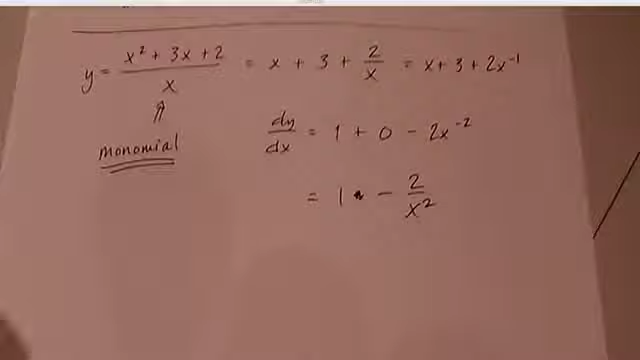 y = (x² + 3x + 2)/x = x + 3 + 2/x = x + 3 + 2x⁻¹
↑
monomial
dy/dx = 1 + 0 - 2x⁻²
= 1 - 2/x²